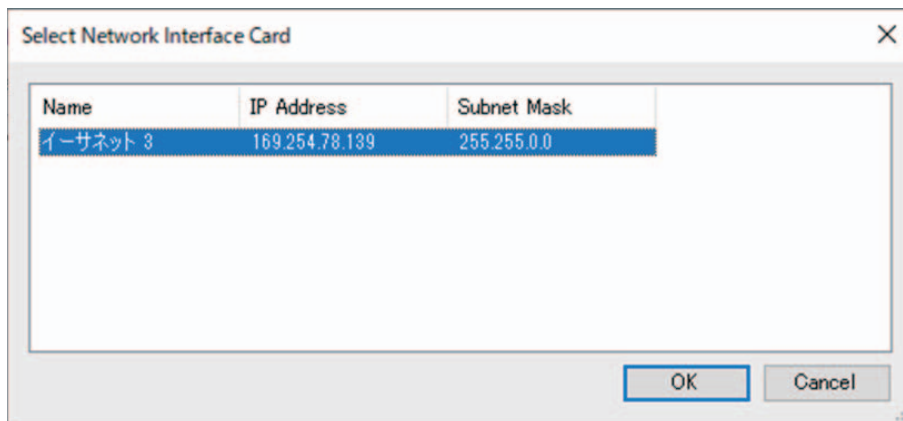 Select Network Interface Card
Name IP Address Subnet Mask
イーサネット 3 169.254.78.139 255.255.0.0
OK Cancel